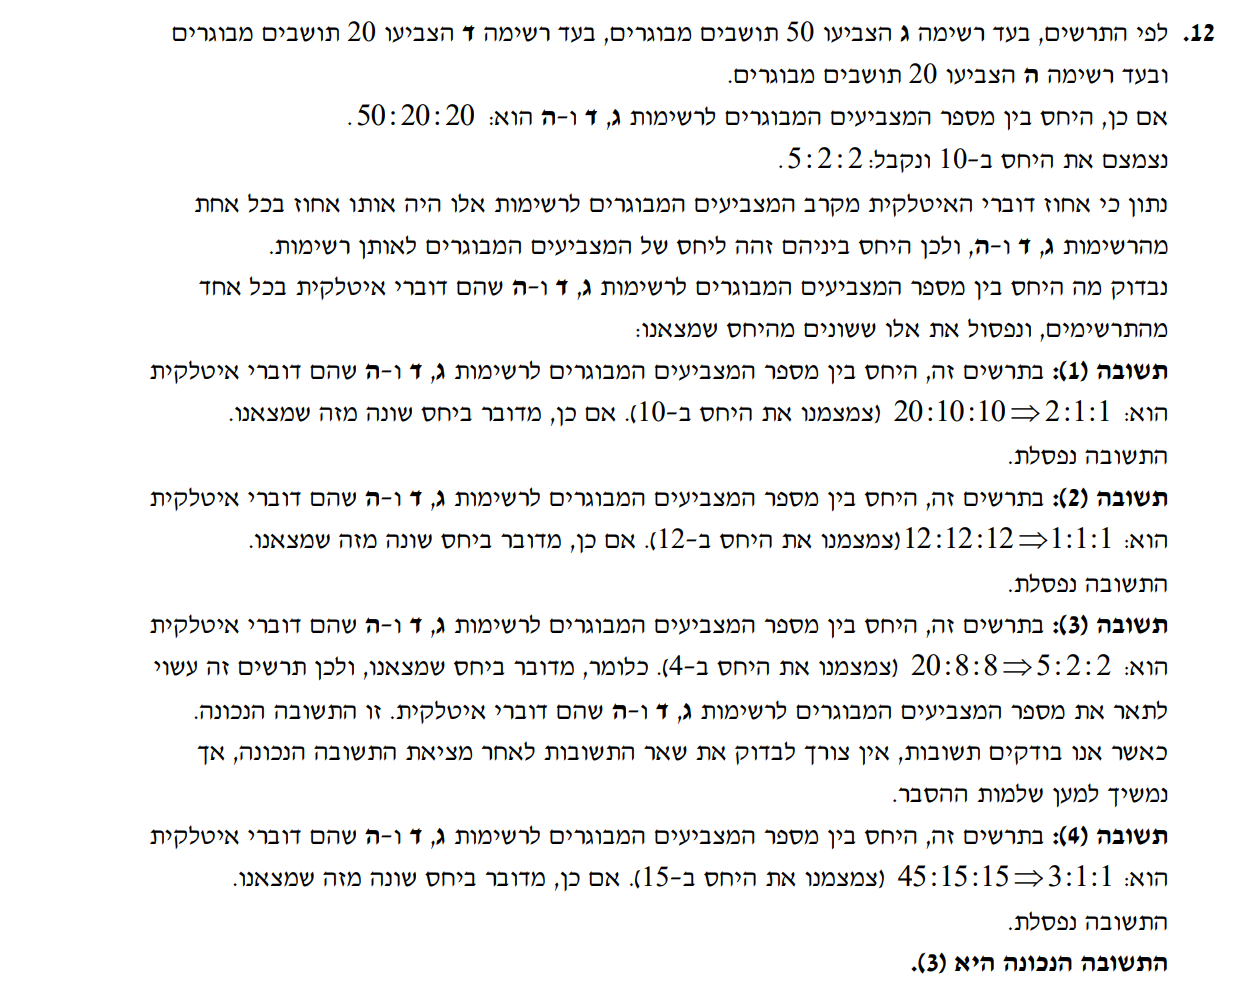 12. לפי התרשים, בעד רשימה ג הצביעו 50 תושבים מבוגרים, בעד רשימה ד הצביעו 20 תושבים מבוגרים
ובעד רשימה ה הצביעו 20 תושבים מבוגרים.
אם כן, היחס בין מספר המצביעים המבוגרים לרשימות ג, ד ו-ה הוא: 50:20:20.
נצמצם את היחס ב-10 ונקבל: 5:2:2.
נתון כי אחוז דוברי האיטלקית מקרב המצביעים המבוגרים לרשימות אלו היה אותו אחוז בכל אחת
מהרשימות ג, ד ו-ה, ולכן היחס ביניהם זהה ליחס של המצביעים המבוגרים לאותן רשימות.
נבדוק מה היחס בין מספר המצביעים המבוגרים לרשימות ג, ד ו-ה שהם דוברי איטלקית בכל אחד
מהתרשימים, ונפסול את אלו ששונים מהיחס שמצאנו:
תשובה (1): בתרשים זה, היחס בין מספר המצביעים המבוגרים לרשימות ג, ד ו-ה שהם דוברי איטלקית
הוא: 20:10:10⇒2:1:1 (צמצמנו את היחס ב-10). אם כן, מדובר ביחס שונה מזה שמצאנו.
התשובה נפסלת.
תשובה (2): בתרשים זה, היחס בין מספר המצביעים המבוגרים לרשימות ג, ד ו-ה שהם דוברי איטלקית
הוא: 12:12:12⇒1:1:1 (צמצמנו את היחס ב-12). אם כן, מדובר ביחס שונה מזה שמצאנו.
התשובה נפסלת.
תשובה (3): בתרשים זה, היחס בין מספר המצביעים המבוגרים לרשימות ג, ד ו-ה שהם דוברי איטלקית
הוא: 20:8:8⇒5:2:2 (צמצמנו את היחס ב-4). כלומר, מדובר ביחס שמצאנו, ולכן תרשים זה עשוי
לתאר את מספר המצביעים המבוגרים לרשימות ג, ד ו-ה שהם דוברי איטלקית. זו התשובה הנכונה.
כאשר אנו בודקים תשובות, אין צורך לבדוק את שאר התשובות לאחר מציאת התשובה הנכונה, אך
נמשיך למען שלמות ההסבר.
תשובה (4): בתרשים זה, היחס בין מספר המצביעים המבוגרים לרשימות ג, ד ו-ה שהם דוברי איטלקית
הוא: 45:15:15⇒3:1:1 (צמצמנו את היחס ב-15). אם כן, מדובר ביחס שונה מזה שמצאנו.
התשובה נפסלת.
התשובה הנכונה היא (3).